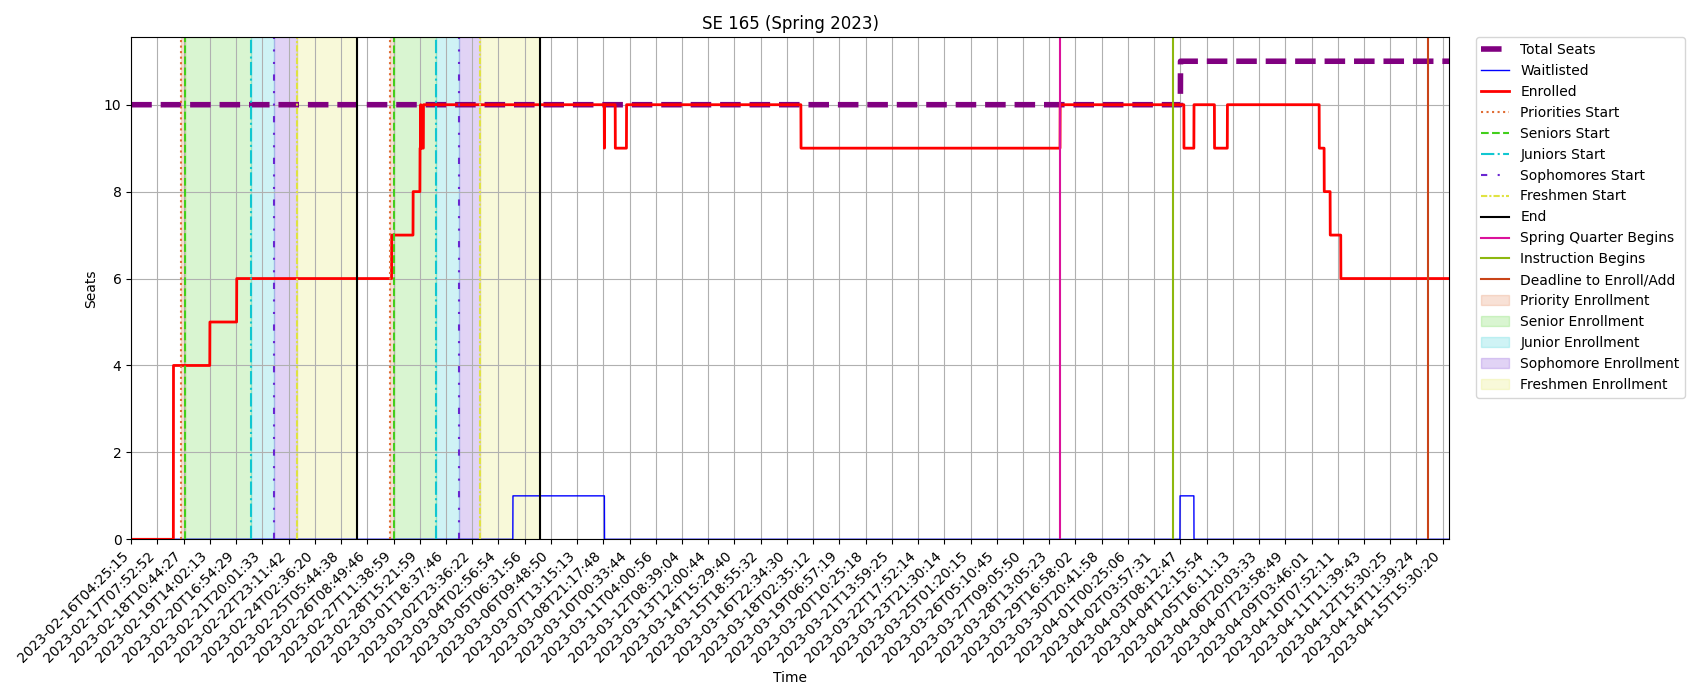 SE 165 (Spring 2023)
Seats
10
8
6
4
2
0
2023-02-16T04:25:15
2023-02-17T07:52:52
2023-02-18T10:44:27
2023-02-19T14:02:13
2023-02-20T16:54:29
2023-02-21T20:01:33
2023-02-22T23:11:42
2023-02-24T02:36:20
2023-02-25T05:44:38
2023-02-26T08:49:46
2023-02-27T11:38:59
2023-02-28T15:21:59
2023-03-01T18:37:46
2023-03-02T23:36:22
2023-03-04T02:56:54
2023-03-05T06:31:56
2023-03-06T09:48:50
2023-03-07T13:15:13
2023-03-08T21:17:48
2023-03-10T00:33:44
2023-03-11T04:00:56
2023-03-12T08:39:04
2023-03-13T12:00:44
2023-03-14T15:29:40
2023-03-15T18:55:32
2023-03-16T22:34:30
2023-03-18T02:35:12
2023-03-19T06:57:19
2023-03-20T10:25:18
2023-03-21T13:59:25
2023-03-22T17:52:14
2023-03-23T21:30:14
2023-03-25T01:20:15
2023-03-26T05:10:45
2023-03-27T09:05:50
2023-03-28T13:05:23
2023-03-29T16:58:02
2023-03-30T20:41:58
2023-04-01T00:25:06
2023-04-02T03:57:31
2023-04-03T08:12:47
2023-04-04T12:15:54
2023-04-05T16:11:13
2023-04-06T20:03:33
2023-04-07T23:58:49
2023-04-09T03:46:01
2023-04-10T07:52:11
2023-04-11T11:39:43
2023-04-12T15:30:25
2023-04-14T11:39:24
2023-04-15T15:30:20
Time
Total Seats
Waitlisted
Enrolled
Priorities Start
Seniors Start
Juniors Start
Sophomores Start
Freshmen Start
End
Spring Quarter Begins
Instruction Begins
Deadline to Enroll/Add
Priority Enrollment
Senior Enrollment
Junior Enrollment
Sophomore Enrollment
Freshmen Enrollment